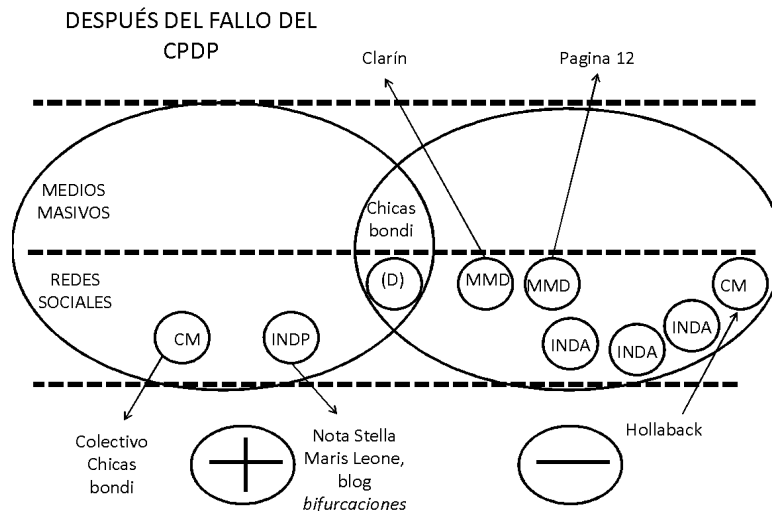 DESPUÉS DEL FALLO DEL
CPDP
Clarín
Pagina 12
MEDIOS
MASIVOS
Chicas
bondi
REDES
SOCIALES
(D)
MMD
MMD
CM
CM
INDP
INDA
INDA
INDA
Colectivo
Chicas
bondi
Nota Stella
Maris Leone,
blog
bifurcaciones
Hollaback